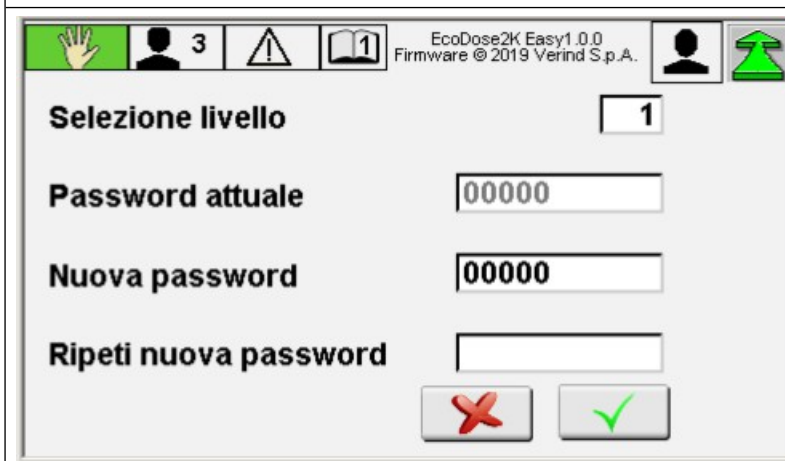 3
1
EcoDose2K Easy1.0.0
Firmware © 2019 Verind S.p.A.
Selezione livello 1
Password attuale 00000
Nuova password 00000
Ripeti nuova password